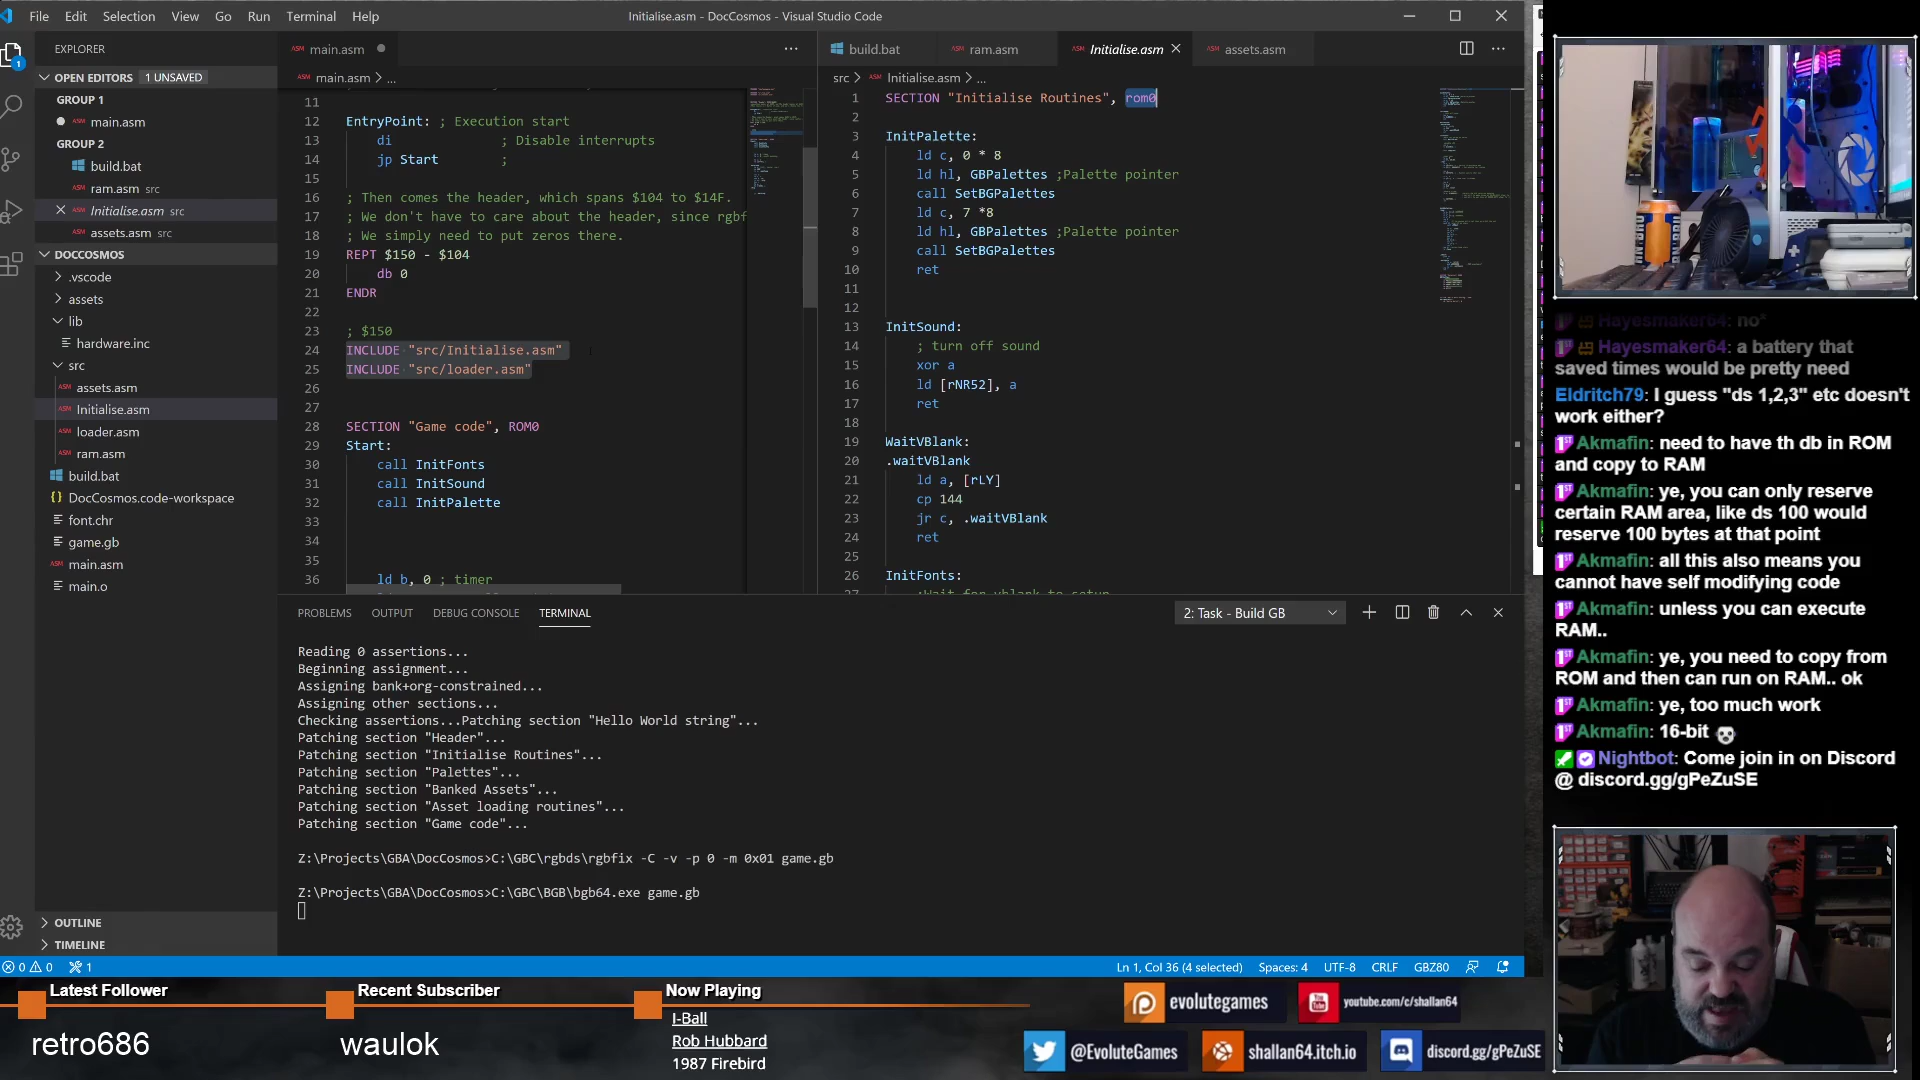 File Edit Selection View Go Run Terminal Help
Initialise.asm - DocCosmos - Visual Studio Code
EXPLORER
OPEN EDITORS 1 UNSAVED
GROUP 1
main.asm
GROUP 2
build.bat
ram.asm src
Initialise.asm src
assets.asm src
DOCCOSMOS
.vscode
assets
lib
hardware.inc
src
assets.asm
Initialise.asm
loader.asm
ram.asm
build.bat
DocCosmos.code-workspace
font.chr
game.gb
main.asm
main.o
OUTLINE
TIMELINE
main.asm
main.asm > ...
11
12 EntryPoint: ; Execution start
13 di ; Disable interrupts
14 jp Start ;
15
16 ; Then comes the header, which spans $104 to $14F.
17 ; We don't have to care about the header, since rgbf
18 ; We simply need to put zeros there.
19 REPT $150 - $104
20 db 0
21 ENDR
22
23 ; $150
24 INCLUDE "src/Initialise.asm"
25 INCLUDE "src/loader.asm"
26
27
28 SECTION "Game code", ROM0
29 Start:
30 call InitFonts
31 call InitSound
32 call InitPalette
33
34
35
36 ld b, 0 ; timer
build.bat ram.asm Initialise.asm assets.asm
src > Initialise.asm > ...
1 SECTION "Initialise Routines", rom0
2
3 InitPalette:
4 ld c, 0 * 8
5 ld hl, GBPalettes ;Palette pointer
6 call SetBGPalettes
7 ld c, 7 *8
8 ld hl, GBPalettes ;Palette pointer
9 call SetBGPalettes
10 ret
11
12
13 InitSound:
14 ; turn off sound
15 xor a
16 ld [rNR52], a
17 ret
18
19 WaitVBlank:
20 .waitVBlank
21 ld a, [rLY]
22 cp 144
23 jr c, .waitVBlank
24 ret
25
26 InitFonts:
27 ;Wait for vblank to setup
PROBLEMS OUTPUT DEBUG CONSOLE TERMINAL
2: Task - Build GB
Reading 0 assertions...
Beginning assignment...
Assigning bank+org-constrained...
Assigning other sections...
Checking assertions...Patching section "Hello World string"...
Patching section "Header"...
Patching section "Initialise Routines"...
Patching section "Palettes"...
Patching section "Banked Assets"...
Patching section "Asset loading routines"...
Patching section "Game code"...
Z:\Projects\GBA\DocCosmos>C:\GBC\rgbds\rgbfix -C -v -p 0 -m 0x01 game.gb
Z:\Projects\GBA\DocCosmos>C:\GBC\BGB\bgb64.exe game.gb
0 0 1
Ln 1, Col 36 (4 selected) Spaces: 4 UTF-8 CRLF GBZ80
Hayesmaker64: no*
Hayesmaker64: a battery that
saved times would be pretty need
Eldritch79: I guess "ds 1,2,3" etc doesn't
work either?
Akmafin: need to have th db in ROM
and copy to RAM
Akmafin: ye, you can only reserve
certain RAM area, like ds 100 would
reserve 100 bytes at that point
Akmafin: all this also means you
cannot have self modifying code
Akmafin: unless you can execute
RAM..
Akmafin: ye, you need to copy from
ROM and then can run on RAM.. ok
Akmafin: ye, too much work
Akmafin: 16-bit
Nightbot: Come join in on Discord
@ discord.gg/gPeZuSE
Latest Follower
retro686
Recent Subscriber
waulok
Now Playing
I-Ball
Rob Hubbard
1987 Firebird
evolutegames
youtube.com/c/shallan64
@EvoluteGames
shallan64.itch.io
discord.gg/gPeZuSE